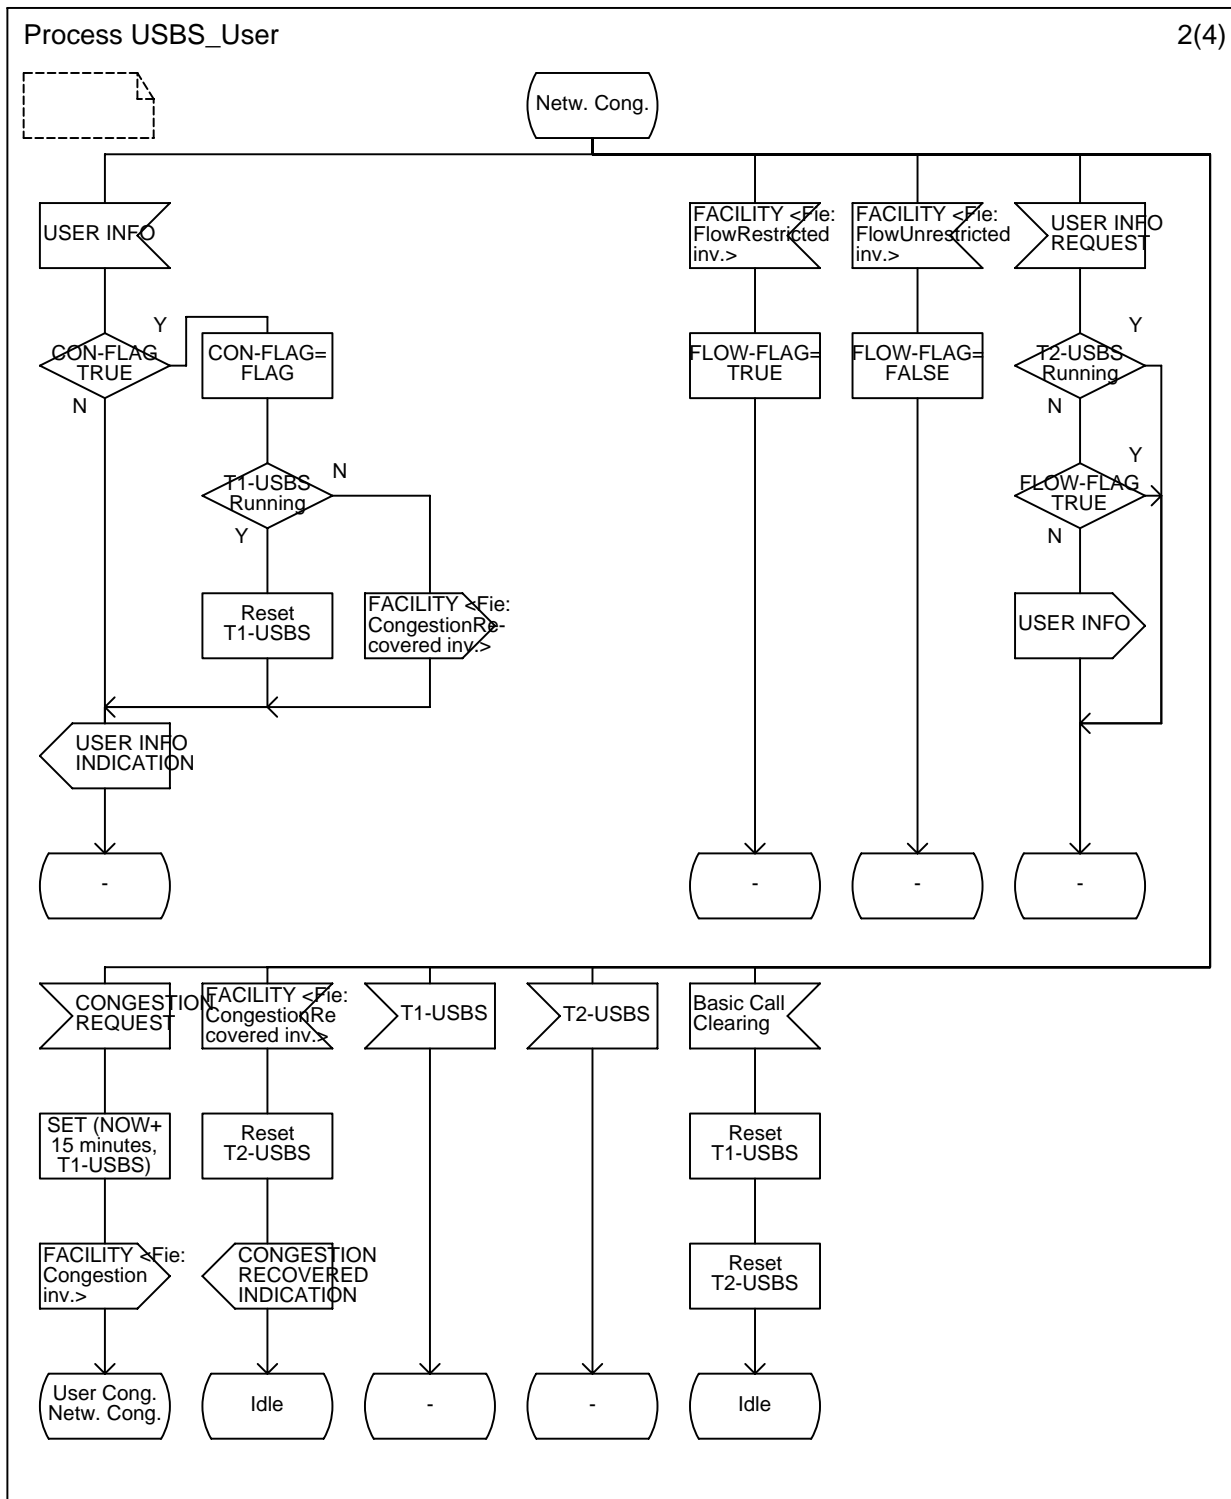 Process USBS_User
2(4)
Netw. Cong.
USER INFO
FACILITY <Fie:
FlowRestricted
inv.>
FACILITY <Fie:
FlowUnrestricted
inv.>
USER INFO
REQUEST
Y
CON-FLAG
TRUE
N
CON-FLAG=
FLAG
FLOW-FLAG=
TRUE
FLOW-FLAG=
FALSE
Y
T2-USBS
Running
N
T1-USBS
Running
N
Y
Y
FLOW-FLAG
TRUE
N
Reset
T1-USBS
FACILITY <Fie:
CongestionRe-
covered inv.>
USER INFO
USER INFO
INDICATION
-
-
-
-
CONGESTION
REQUEST
FACILITY <Fie:
CongestionRe
covered inv.>
T1-USBS
T2-USBS
Basic Call
Clearing
SET (NOW+
15 minutes,
T1-USBS)
Reset
T2-USBS
Reset
T1-USBS
FACILITY <Fie:
Congestion
inv.>
CONGESTION
RECOVERED
INDICATION
Reset
T2-USBS
User Cong.
Netw. Cong.
Idle
-
-
Idle